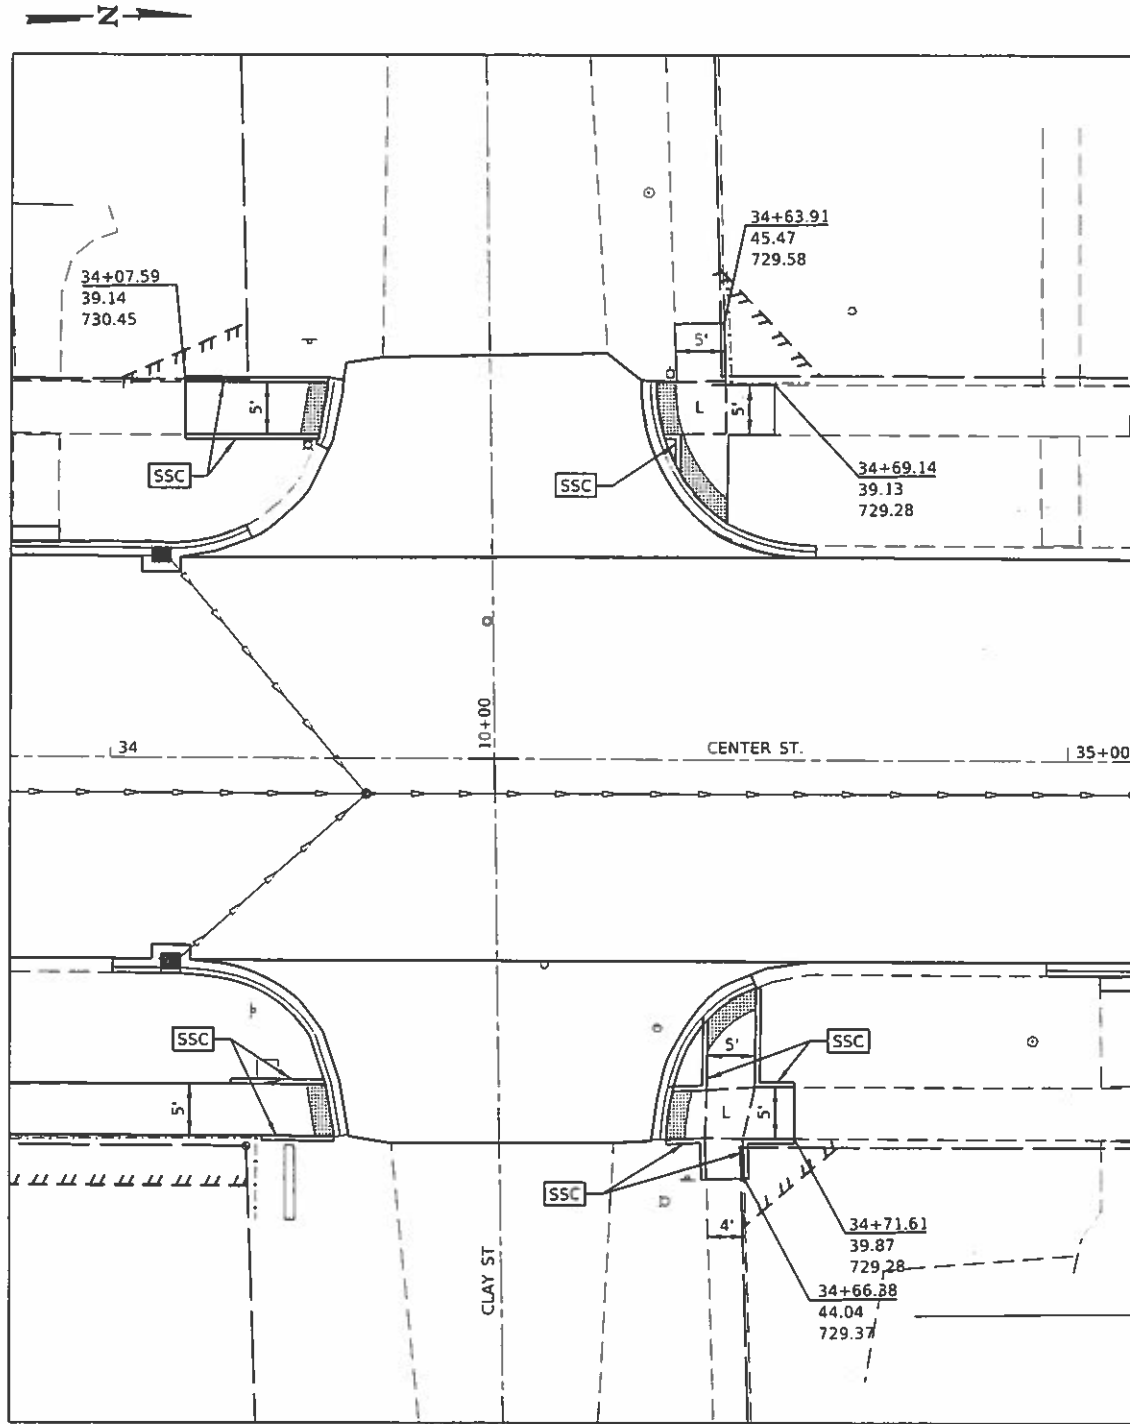 N
34+63.91
45.47
729.58
34+07.59
39.14
730.45
5'
5'
L
5'
SSC
SSC
34+69.14
39.13
729.28
10+00
34
CENTER ST.
35+00
SSC
5'
SSC
5'
L
5'
SSC
4'
34+71.61
39.87
729.28
CLAY ST
34+66.38
44.04
729.37